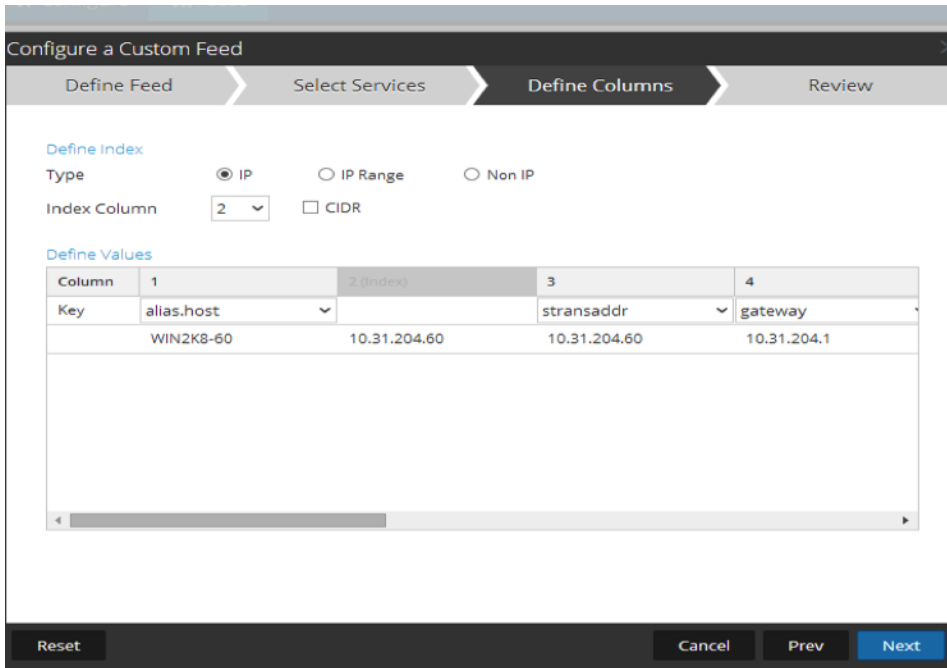 Configure a Custom Feed
Define Feed Select Services Define Columns Review
Define Index
Type IP IP Range Non IP
Index Column 2 CIDR
Define Values
Column 1 2 (Index) 3 4
Key alias.host stransaddr gateway
WIN2K8-60 10.31.204.60 10.31.204.60 10.31.204.1
Reset Cancel Prev Next